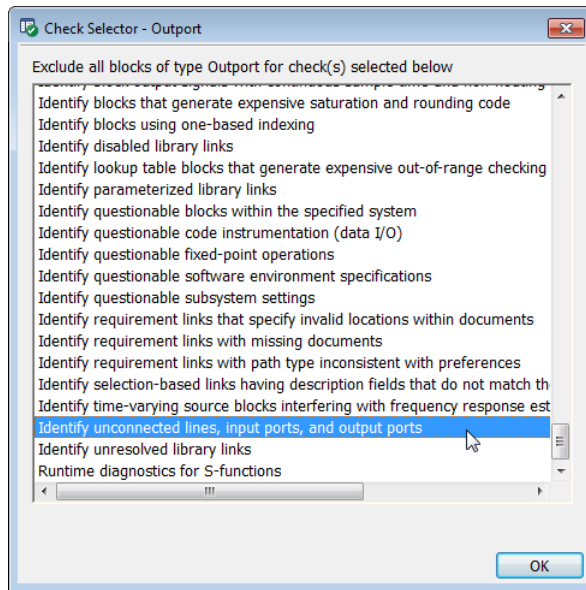 Check Selector - Outport
Exclude all blocks of type Outport for check(s) selected below
Identify blocks that generate expensive saturation and rounding code
Identify blocks using one-based indexing
Identify disabled library links
Identify lookup table blocks that generate expensive out-of-range checking
Identify parameterized library links
Identify questionable blocks within the specified system
Identify questionable code instrumentation (data I/O)
Identify questionable fixed-point operations
Identify questionable software environment specifications
Identify questionable subsystem settings
Identify requirement links that specify invalid locations within documents
Identify requirement links with missing documents
Identify requirement links with path type inconsistent with preferences
Identify selection-based links having description fields that do not match th
Identify time-varying source blocks interfering with frequency response est
Identify unconnected lines, input ports, and output ports
Identify unresolved library links
Runtime diagnostics for S-functions
OK